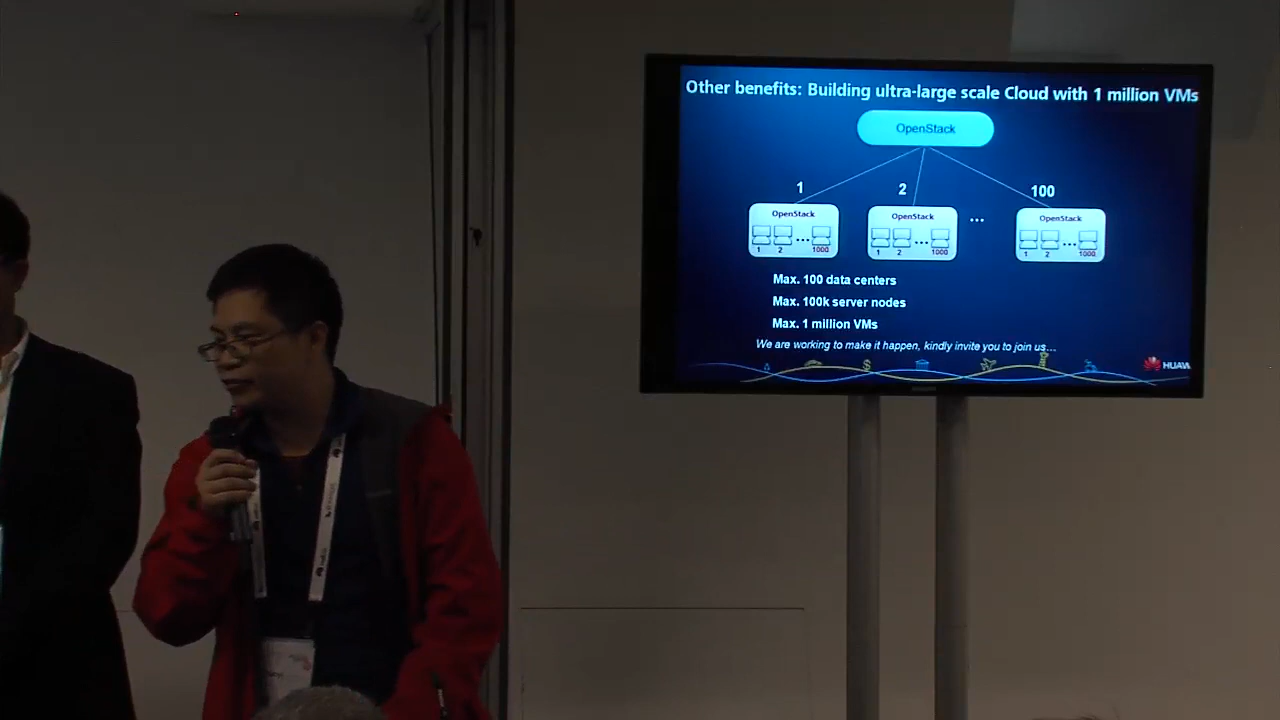 Other benefits: Building ultra-large scale Cloud with 1 million VMs
OpenStack
1 2 100
OpenStack OpenStack ... OpenStack
... ... ...
1 2 1000 1 2 1000 1 2 1000
Max. 100 data centers
Max. 100k server nodes
Max. 1 million VMs
We are working to make it happen, kindly invite you to join us...
HUAW